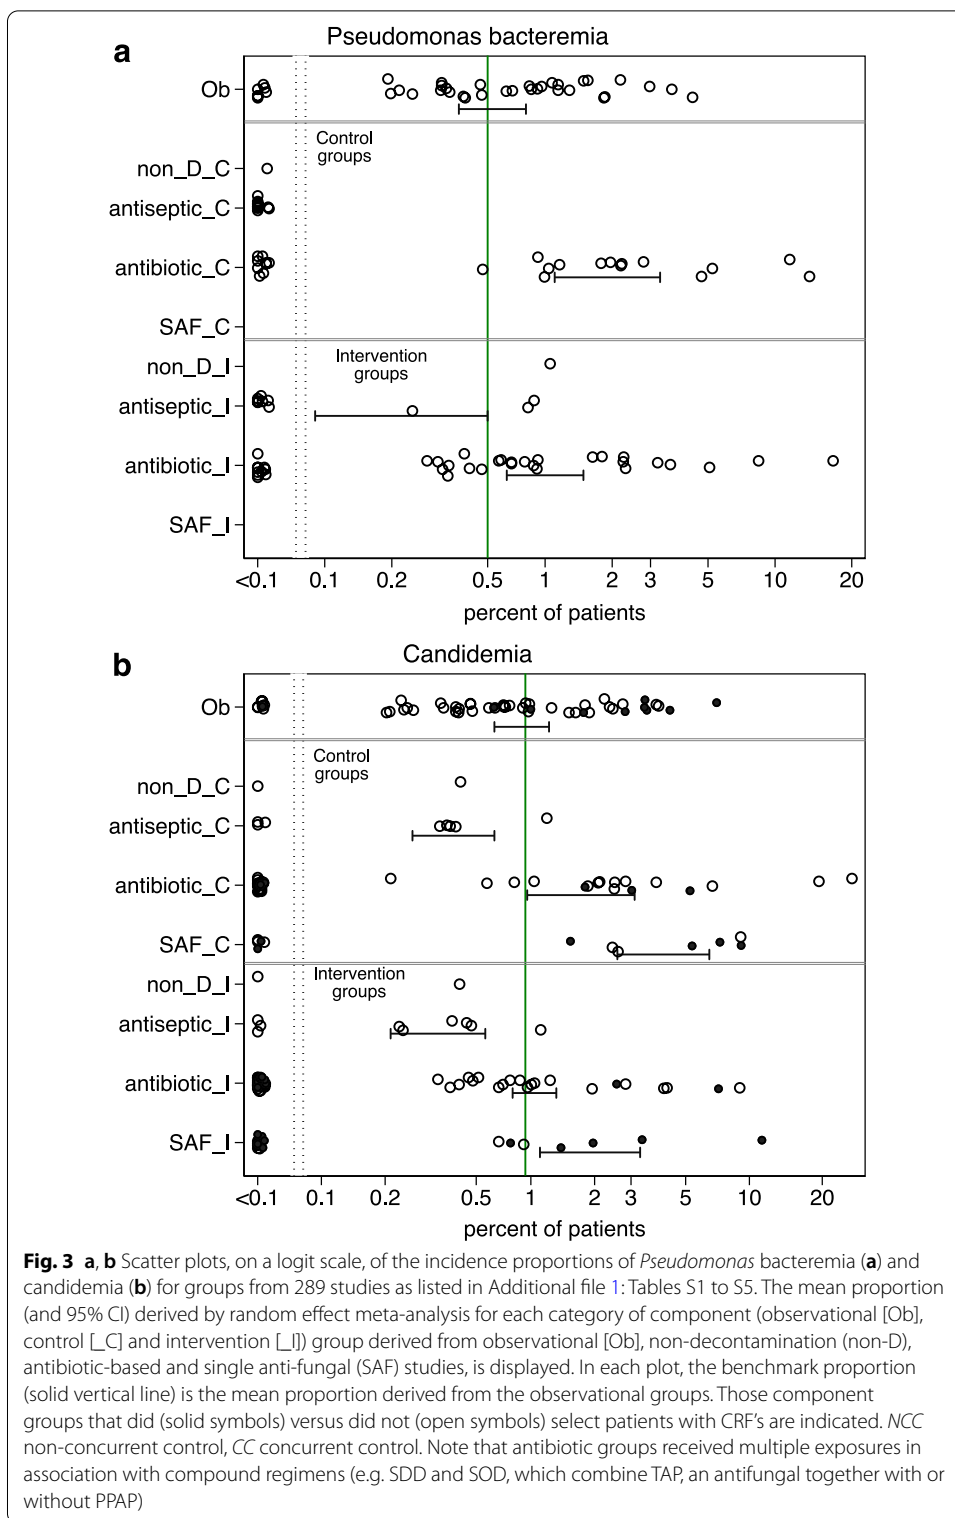 a
Pseudomonas bacteremia
Ob
Control
groups
non_D_C
antiseptic_C
antibiotic_C
SAF_C
Intervention
groups
non_D_I
antiseptic_I
antibiotic_I
SAF_I
<0.1 0.1 0.2 0.5 1 2 3 5 10 20
percent of patients
b
Candidemia
Ob
Control
groups
non_D_C
antiseptic_C
antibiotic_C
SAF_C
Intervention
groups
non_D_I
antiseptic_I
antibiotic_I
SAF_I
<0.1 0.1 0.2 0.5 1 2 3 5 10 20
percent of patients
Fig. 3 a, b Scatter plots, on a logit scale, of the incidence proportions of Pseudomonas bacteremia (a) and
candidemia (b) for groups from 289 studies as listed in Additional file 1: Tables S1 to S5. The mean proportion
(and 95% CI) derived by random effect meta-analysis for each category of component (observational [Ob],
control [_C] and intervention [_I]) group derived from observational [Ob], non-decontamination (non-D),
antibiotic-based and single anti-fungal (SAF) studies, is displayed. In each plot, the benchmark proportion
(solid vertical line) is the mean proportion derived from the observational groups. Those component
groups that did (solid symbols) versus did not (open symbols) select patients with CRF's are indicated. NCC
non-concurrent control, CC concurrent control. Note that antibiotic groups received multiple exposures in
association with compound regimens (e.g. SDD and SOD, which combine TAP, an antifungal together with or
without PPAP)